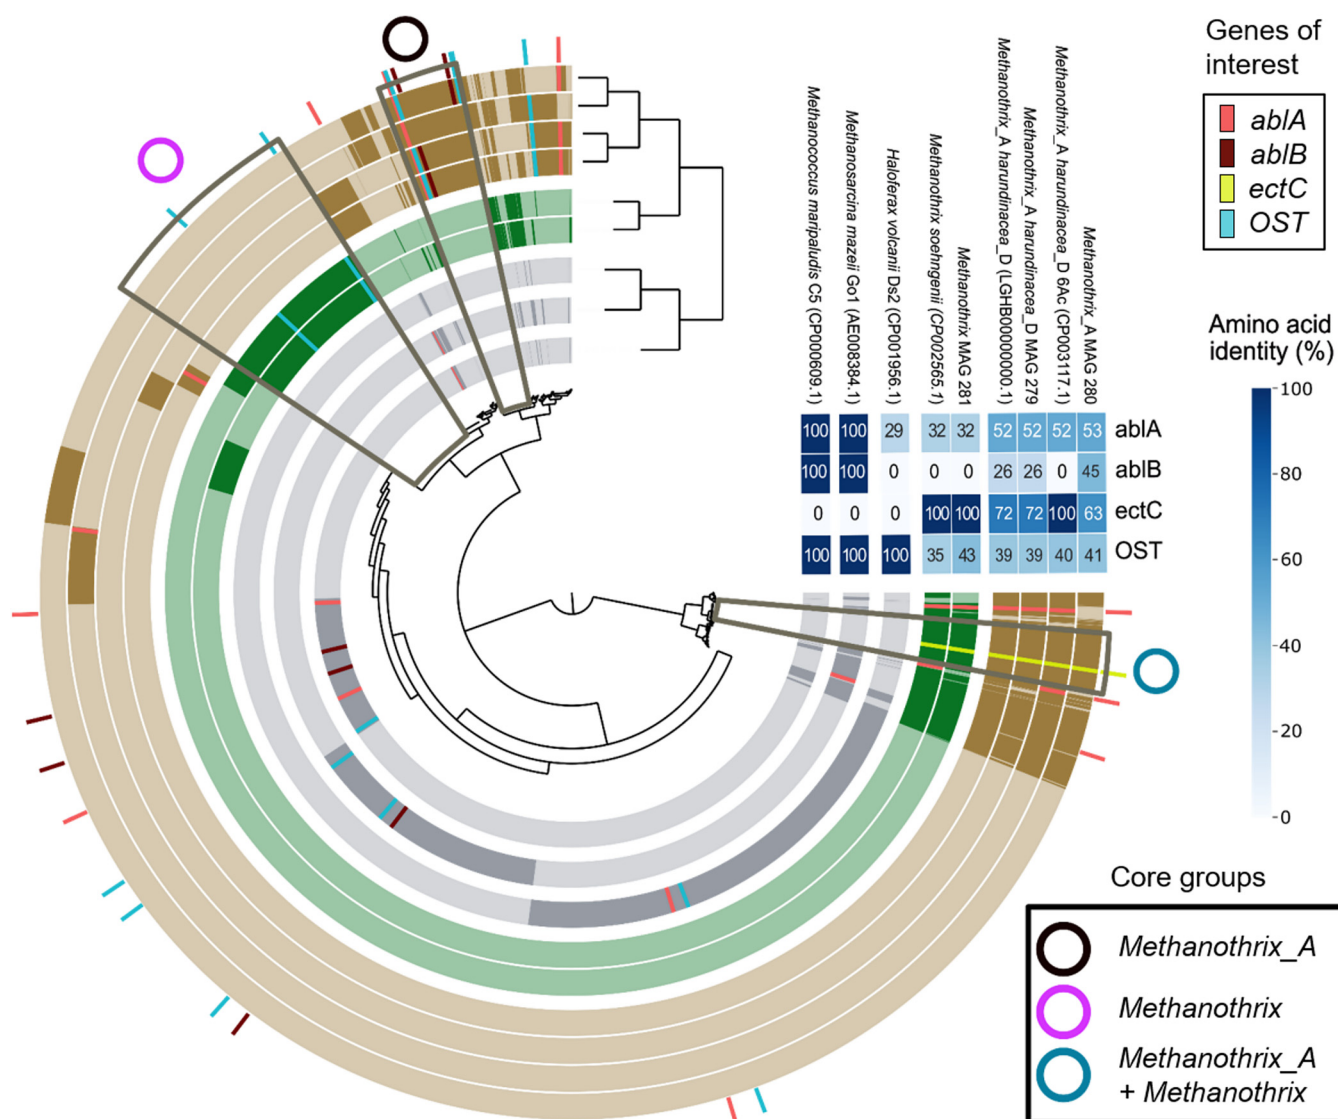 Genes of
interest
ablA
ablB
ectC
OST
Methanococcus maripaludis C5 (CP000609.1)
Methanosarcina mazeii Go1 (AE008384.1)
Haloferax volcanii Ds2 (CP001956.1)
Methanothrix soehngenii (CP002565.1)
Methanothrix MAG 281
Methanothrix_A harundinacea_D (LGHB00000000.1)
Methanothrix_A harundinacea_D MAG 279
Methanothrix_A harundinacea_D 6Ac (CP003117.1)
Methanothrix_A MAG 280
Amino acid
identity (%)
100
80
60
40
20
0
100 100 29 32 32 52 52 52 53 ablA
100 100 0 0 0 26 26 0 45 ablB
0 0 0 100 100 72 72 100 63 ectC
100 100 100 35 43 39 39 40 41 OST
Core groups
Methanothrix_A
Methanothrix
Methanothrix_A
+ Methanothrix